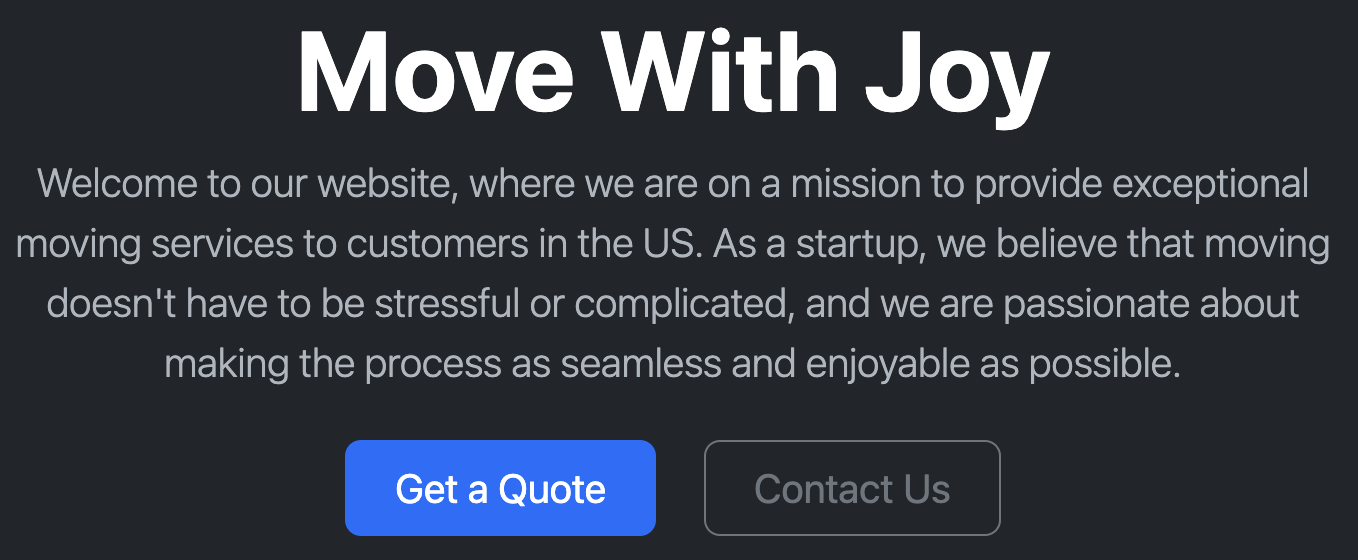 Move With Joy
Welcome to our website, where we are on a mission to provide exceptional
moving services to customers in the US. As a startup, we believe that moving
doesn't have to be stressful or complicated, and we are passionate about
making the process as seamless and enjoyable as possible.
Get a Quote
Contact Us